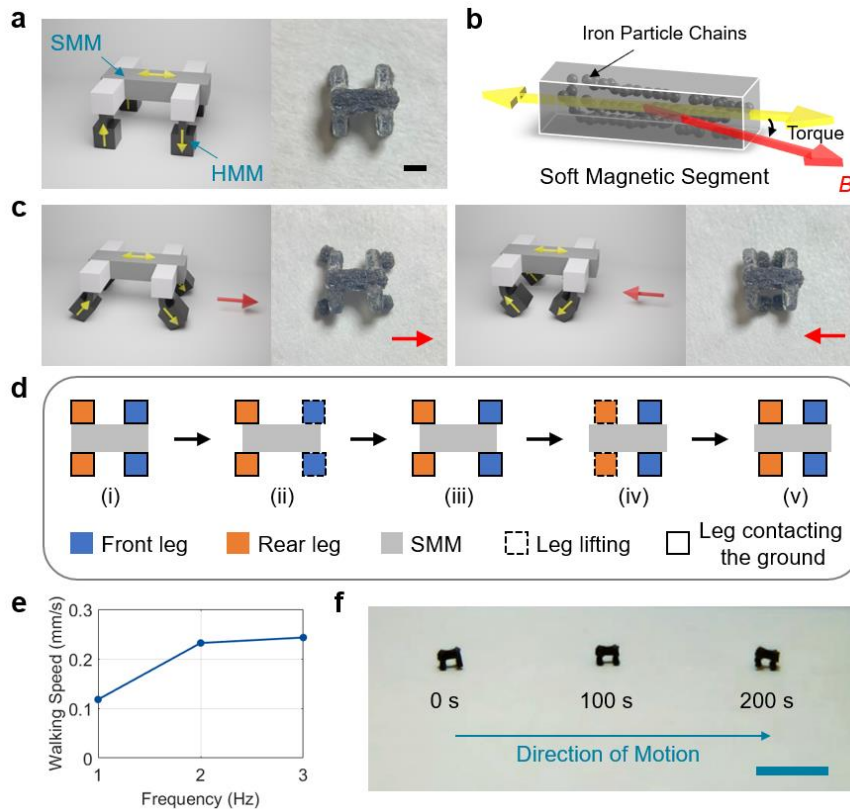 a
SMM
HMM
b
Iron Particle Chains
Torque
B
Soft Magnetic Segment
c
d
(i)
(ii)
(iii)
(iv)
(v)
Front leg
Rear leg
SMM
Leg lifting
Leg contacting
the ground
e
Walking Speed (mm/s)
0.3
0.2
0.1
0
1
2
3
Frequency (Hz)
f
0 s
100 s
200 s
Direction of Motion